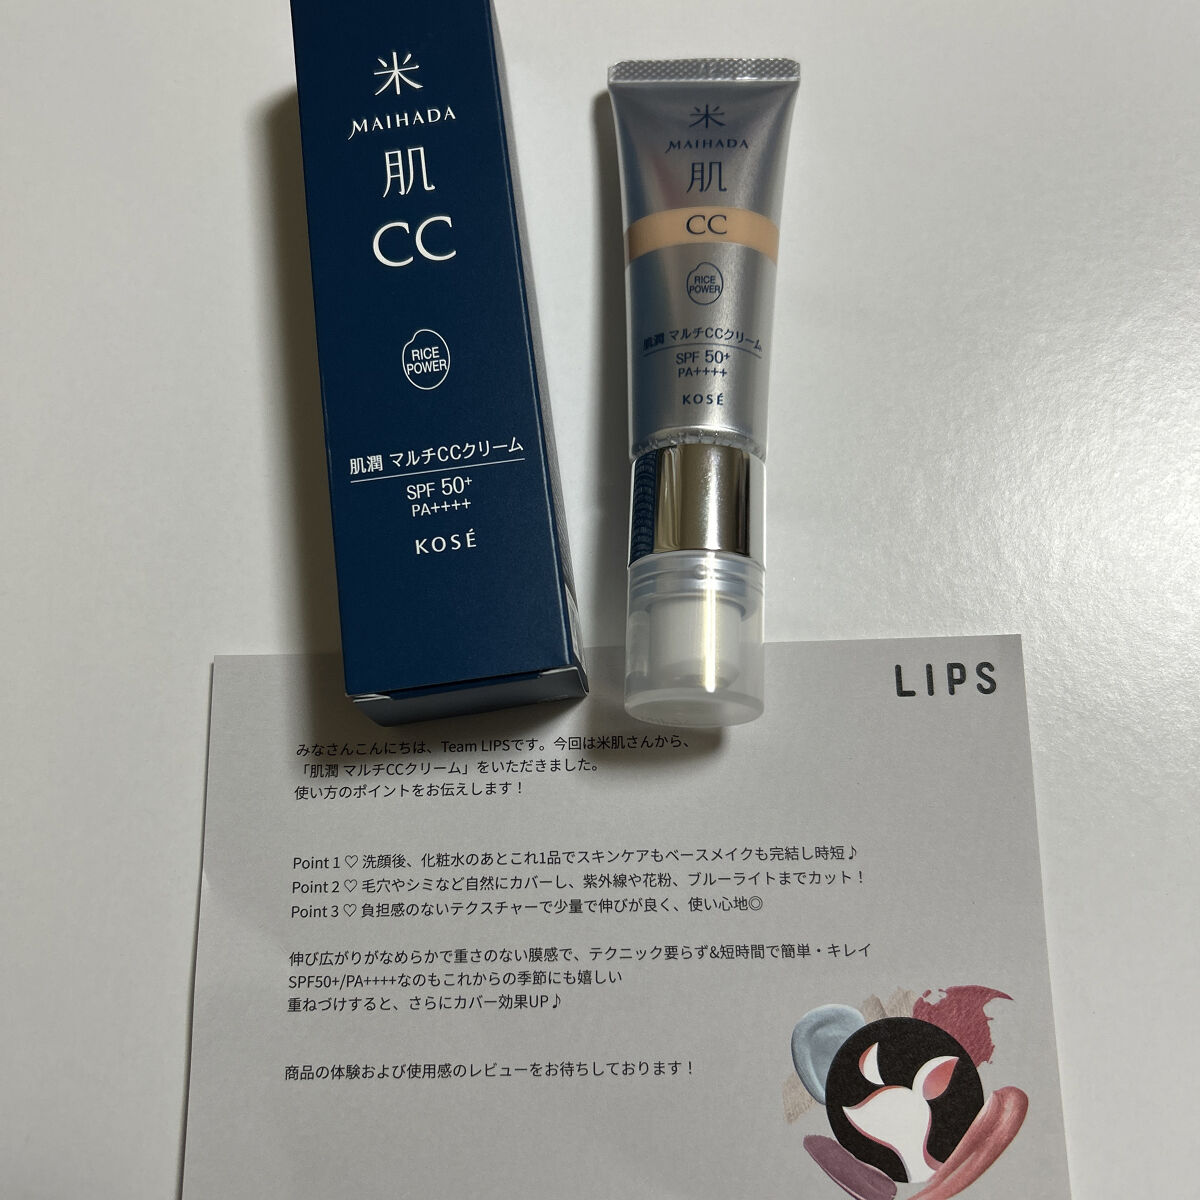 米
MAIHADA
肌
CC
RICE
POWER
肌潤 マルチCCクリーム
SPF 50+
PA++++
KOSÉ
米
MAIHADA
肌
CC
RICE
POWER
肌潤 マルチCCクリーム
SPF 50+
PA++++
KOSÉ
LIPS
みなさんこんにちは、Team LIPSです。今回は米肌さんから、
「肌潤 マルチCCクリーム」をいただきました。
使い方のポイントをお伝えします！
Point 1 ♡ 洗顔後、化粧水のあとこれ1品でスキンケアもベースメイクも完結し時短♪
Point 2 ♡ 毛穴やシミなど自然にカバーし、紫外線や花粉、ブルーライトまでカット！
Point 3 ♡ 負担感のないテクスチャーで少量で伸びが良く、使い心地◎
伸び広がりがなめらかで重さのない膜感で、テクニック要らず&短時間で簡単・キレイ
SPF50+/PA++++なのもこれからの季節にも嬉しい
重ねづけすると、さらにカバー効果UP♪
商品の体験および使用感のレビューをお待ちしております！